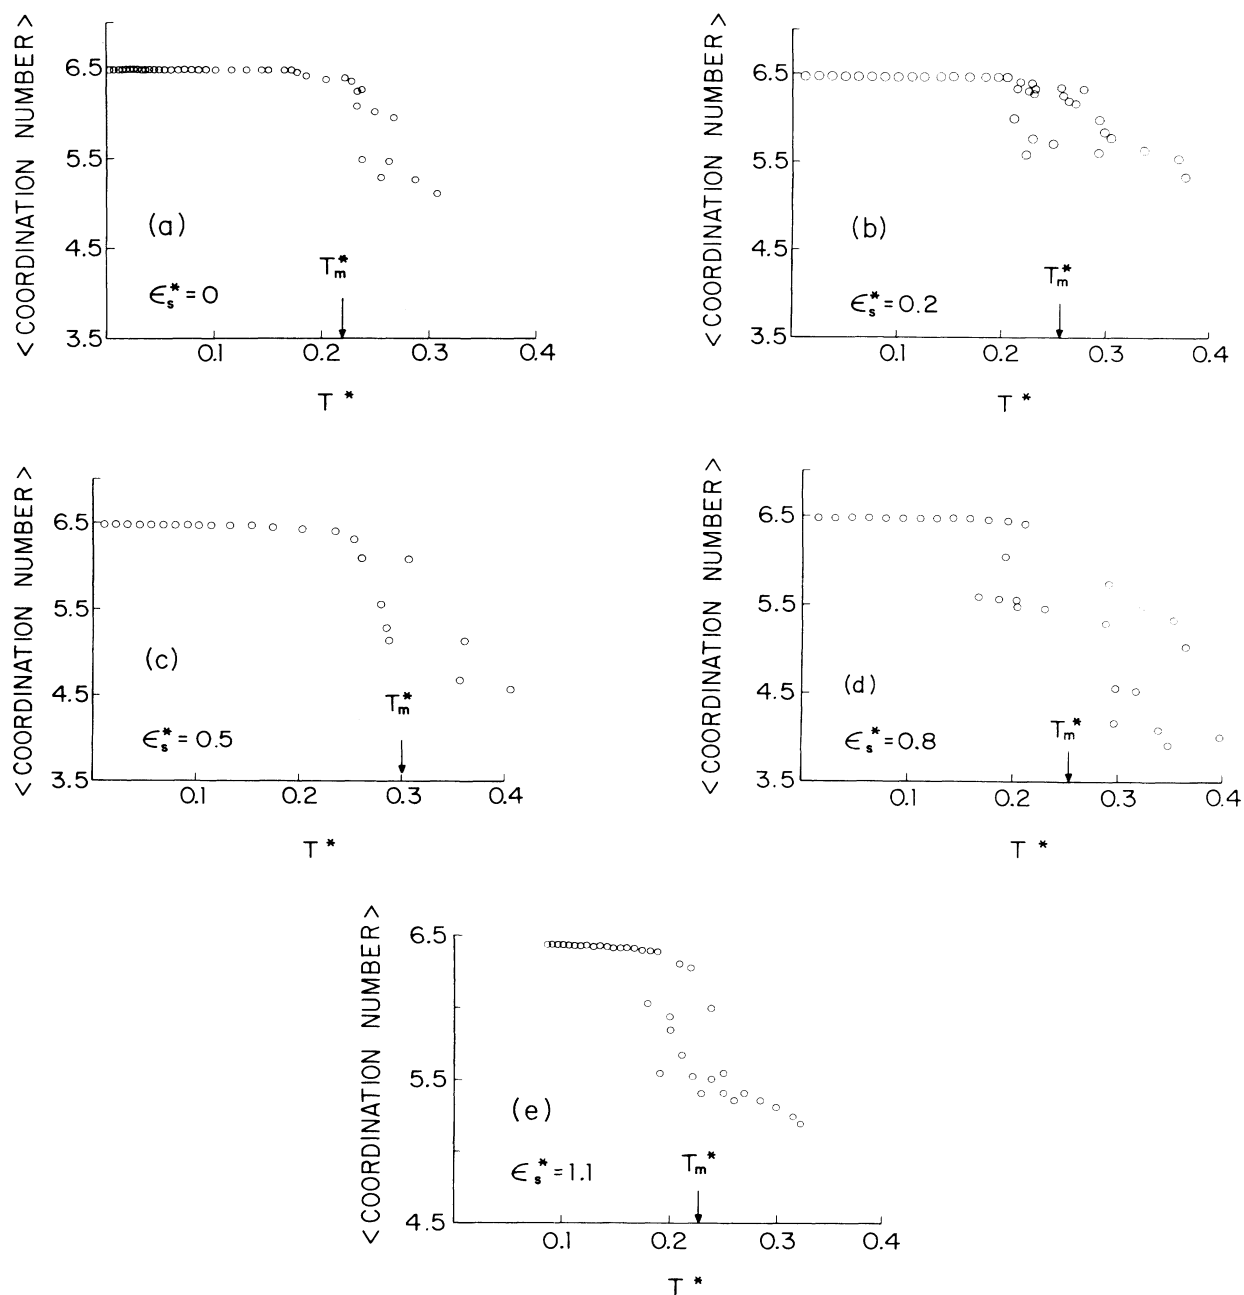 <COORDINATION NUMBER>
6.5
5.5
4.5
3.5
(a)
ϵs*=0
Tm*
0.1 0.2 0.3 0.4
T*
<COORDINATION NUMBER>
6.5
5.5
4.5
3.5
(b)
ϵs*=0.2
Tm*
0.1 0.2 0.3 0.4
T*
<COORDINATION NUMBER>
6.5
5.5
4.5
3.5
(c)
ϵs*=0.5
Tm*
0.1 0.2 0.3 0.4
T*
<COORDINATION NUMBER>
6.5
5.5
4.5
3.5
(d)
ϵs*=0.8
Tm*
0.1 0.2 0.3 0.4
T*
<COORDINATION NUMBER>
6.5
5.5
4.5
(e)
ϵs*=1.1
Tm*
0.1 0.2 0.3 0.4
T*